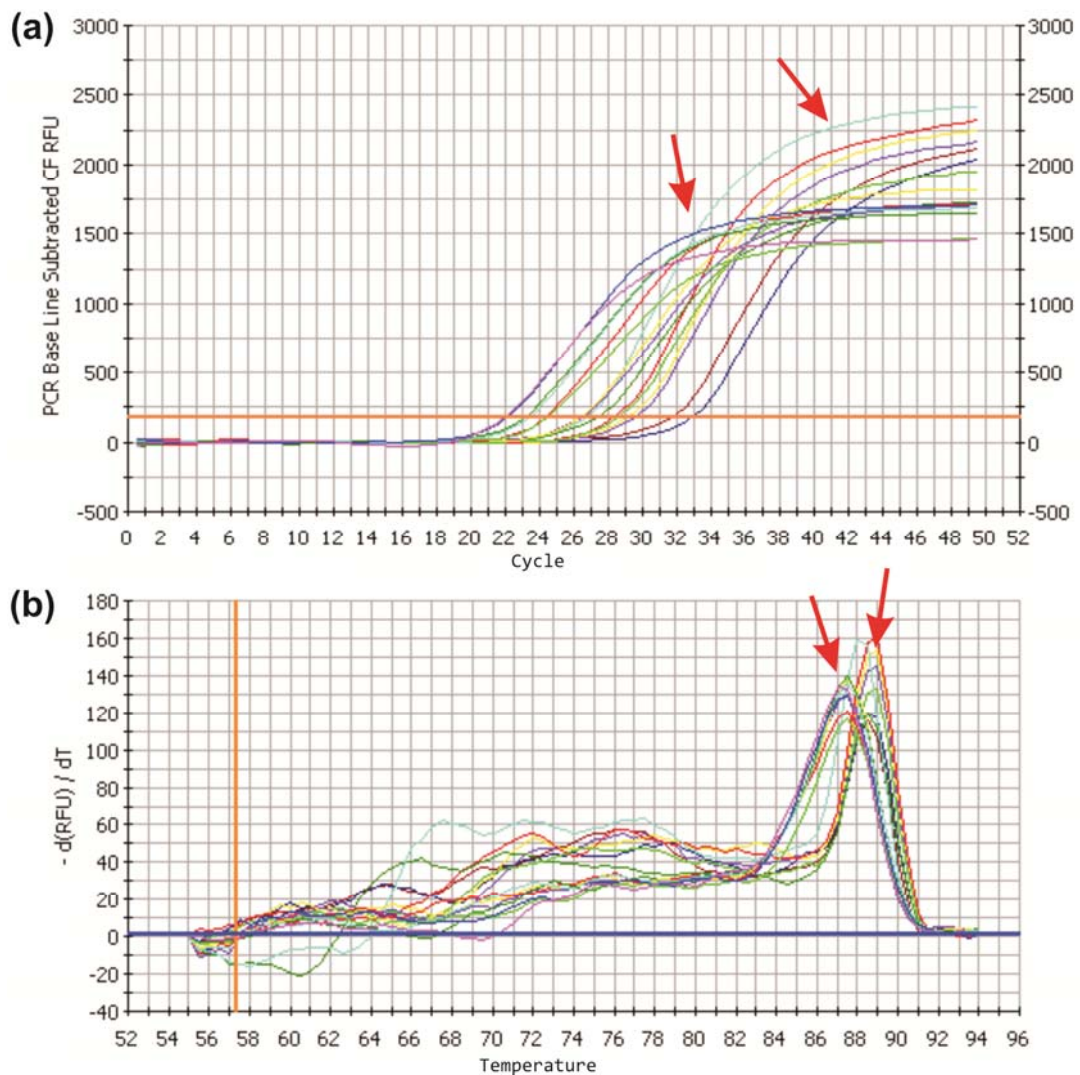 (a)
3000 3000
2500 2500
2000 2000
1500 1500
1000 1000
500 500
0 0
-500 -500
PCR Base Line Subtracted CF RFU
0 2 4 6 8 10 12 14 16 18 20 22 24 26 28 30 32 34 36 38 40 42 44 46 48 50 52
Cycle
(b)
180
160
140
120
100
80
60
40
20
0
-20
-40
- d(RFU) / dT
52 54 56 58 60 62 64 66 68 70 72 74 76 78 80 82 84 86 88 90 92 94 96
Temperature